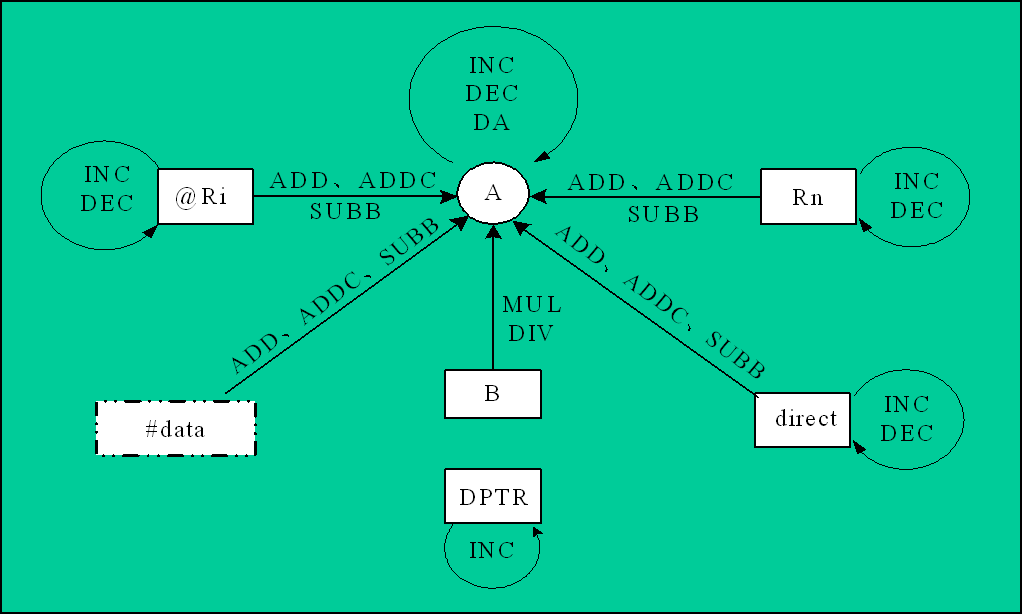 INC
DEC
DA
INC
DEC
@Ri
ADD、ADDC
SUBB
A
ADD、ADDC
SUBB
Rn
INC
DEC
ADD、ADDC、SUBB
MUL
DIV
ADD、ADDC、SUBB
#data
B
direct
INC
DEC
DPTR
INC